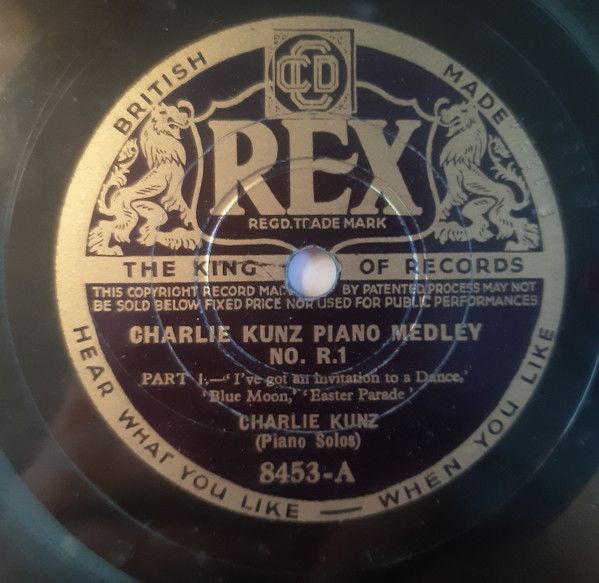 BRITISH
MADE
CCCD
REX
REGD. TRADE MARK
THE KING OF RECORDS
THIS COPYRIGHT RECORD MADE BY PATENTED PROCESS MAY NOT
BE SOLD BELOW FIXED PRICE NOR USED FOR PUBLIC PERFORMANCES
CHARLIE KUNZ PIANO MEDLEY
NO. R.1
PART 1.—‘I've got an invitation to a Dance,’
‘Blue Moon,’ ‘Easter Parade’
CHARLIE KUNZ
(Piano Solos)
8453-A
HEAR WHAT YOU LIKE — WHEN YOU LIKE